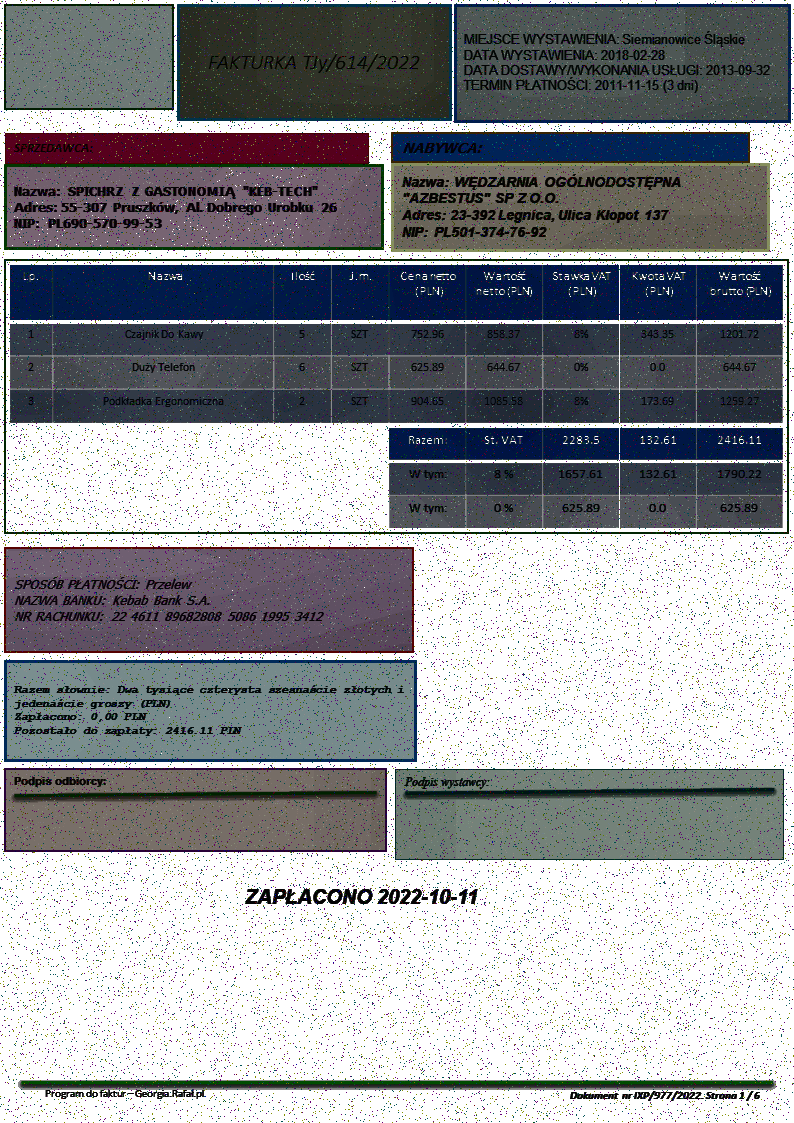 FAKTURKA TJy/614/2022
MIEJSCE WYSTAWIENIA: Siemianowice Śląskie
DATA WYSTAWIENIA: 2018-02-28
DATA DOSTAWY/WYKONANIA USŁUGI: 2013-09-32
TERMIN PŁATNOŚCI: 2011-11-15 (3 dni)
SPRZEDAWCA:
Nazwa: SPICHRZ Z GASTONOMIĄ "KEB-TECH"
Adres: 55-307 Pruszków, Al. Dobrego Urobku 26
NIP: PL690-570-99-53
NABYWCA:
Nazwa: WĘDZARNIA OGÓLNODOSTĘPNA
"AZBESTUS" SP Z O.O.
Adres: 23-392 Legnica, Ulica Kłopot 137
NIP: PL501-374-76-92
Lp. Nazwa Ilość J.m. Cena netto (PLN) Wartość netto (PLN) Stawka VAT (PLN) Kwota VAT (PLN) Wartość brutto (PLN)
1 Czajnik Do Kawy 5 SZT 752.96 858.37 8% 343.35 1201.72
2 Duży Telefon 6 SZT 625.89 644.67 0% 0.0 644.67
3 Podkładka Ergonomiczna 2 SZT 904.65 1085.58 8% 173.69 1259.27
Razem: St. VAT 2283.5 132.61 2416.11
W tym: 8 % 1657.61 132.61 1790.22
W tym: 0 % 625.89 0.0 625.89
SPOSÓB PŁATNOŚCI: Przelew
NAZWA BANKU: Kebab Bank S.A.
NR RACHUNKU: 22 4611 89682808 5086 1995 3412
Razem słownie: Dwa tysiące czterysta szesnaście złotych i
jedenaście groszy (PLN)
Zapłacono: 0,00 PLN
Pozostało do zapłaty: 2416.11 PLN
Podpis odbiorcy:
Podpis wystawcy:
ZAPŁACONO 2022-10-11
Program do faktur – Georgia.Rafal.pl.
Dokument nr IXP/977/2022. Strona 1 / 6